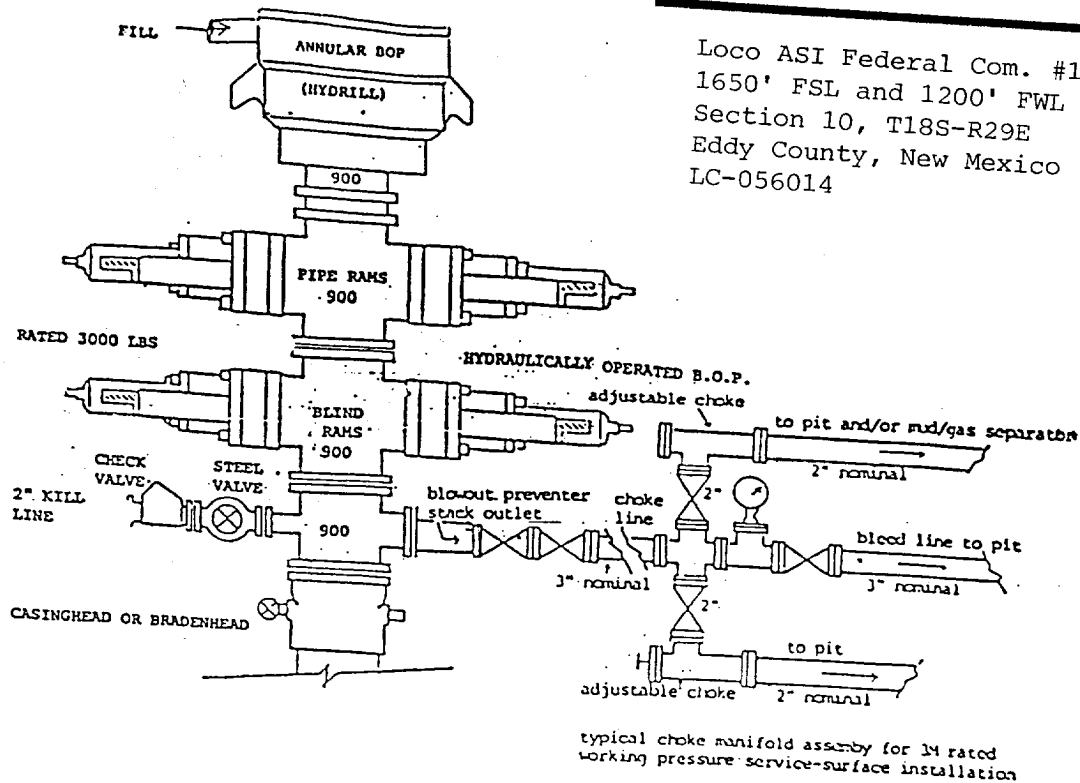 Loco ASI Federal Com. #1
1650' FSL and 1200' FWL
Section 10, T18S-R29E
Eddy County, New Mexico
LC-056014
FILL
ANNULAR BOP
(HYDRILL)
900
PIPE RAMS
900
RATED 3000 LBS
HYDRAULICALLY OPERATED B.O.P.
BLIND
RAMS
900
adjustable choke
to pit and/or mud/gas separator
2" nominal
CHECK
VALVE
STEEL
VALVE
2" KILL
LINE
900
blowout preventer
stack outlet
choke
line
3" nominal
2"
bleed line to pit
3" nominal
2"
CASINGHEAD OR BRADENHEAD
to pit
adjustable choke
2" nominal
typical choke manifold assemby for 3M rated
working pressure service-surface installation